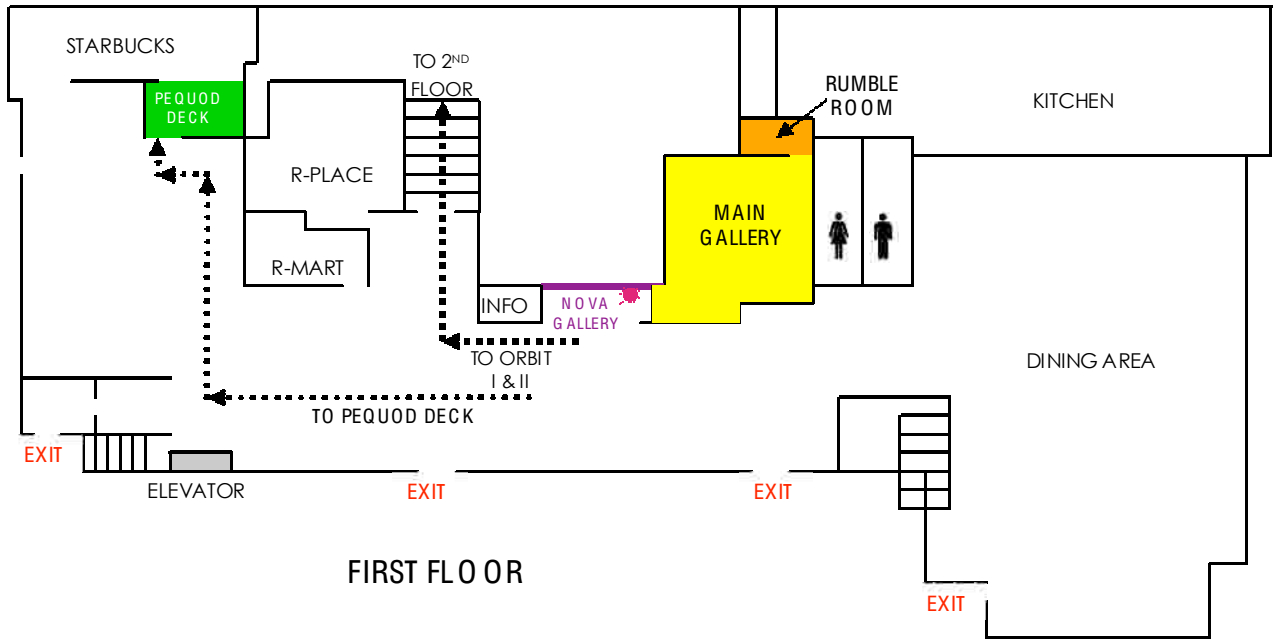 STARBUCKS
PEQUOD
DECK
TO 2ND
FLOOR
RUMBLE
ROOM
KITCHEN
R-PLACE
MAIN
GALLERY
R-MART
INFO
NOVA
GALLERY
TO ORBIT
I & II
DINING AREA
TO PEQUOD DECK
EXIT
ELEVATOR
EXIT
EXIT
FIRST FLOOR
EXIT